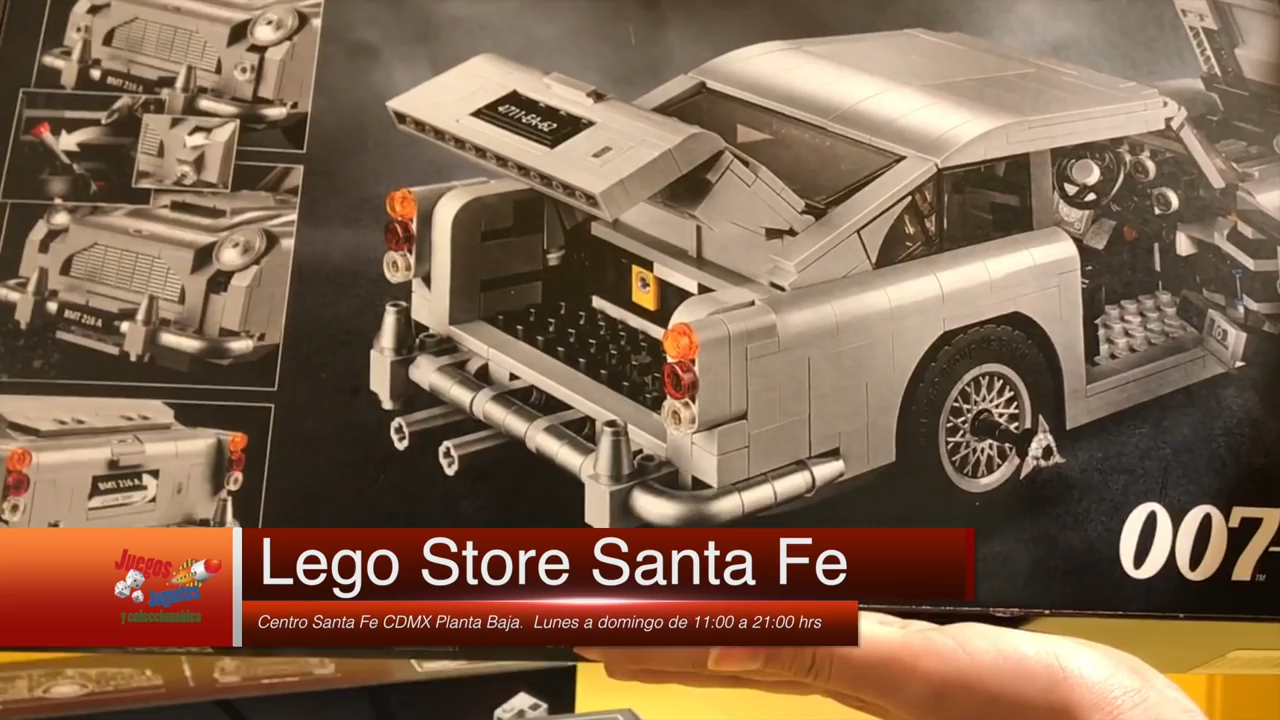 BMT 216 A
4711-EA-62
BMT 216 A
BMT 216 A
007
TM
Juegos
Juguetes
y coleccionables
Lego Store Santa Fe
Centro Santa Fe CDMX Planta Baja. Lunes a domingo de 11:00 a 21:00 hrs